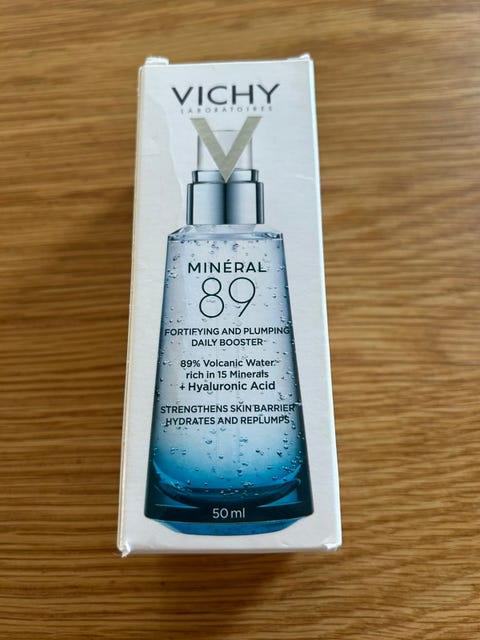 VICHY
LABORATOIRES
MINÉRAL
89
FORTIFYING AND PLUMPING
DAILY BOOSTER
89% Volcanic Water
rich in 15 Minerals
+ Hyaluronic Acid
STRENGTHENS SKIN BARRIER
HYDRATES AND REPLUMPS
50 ml